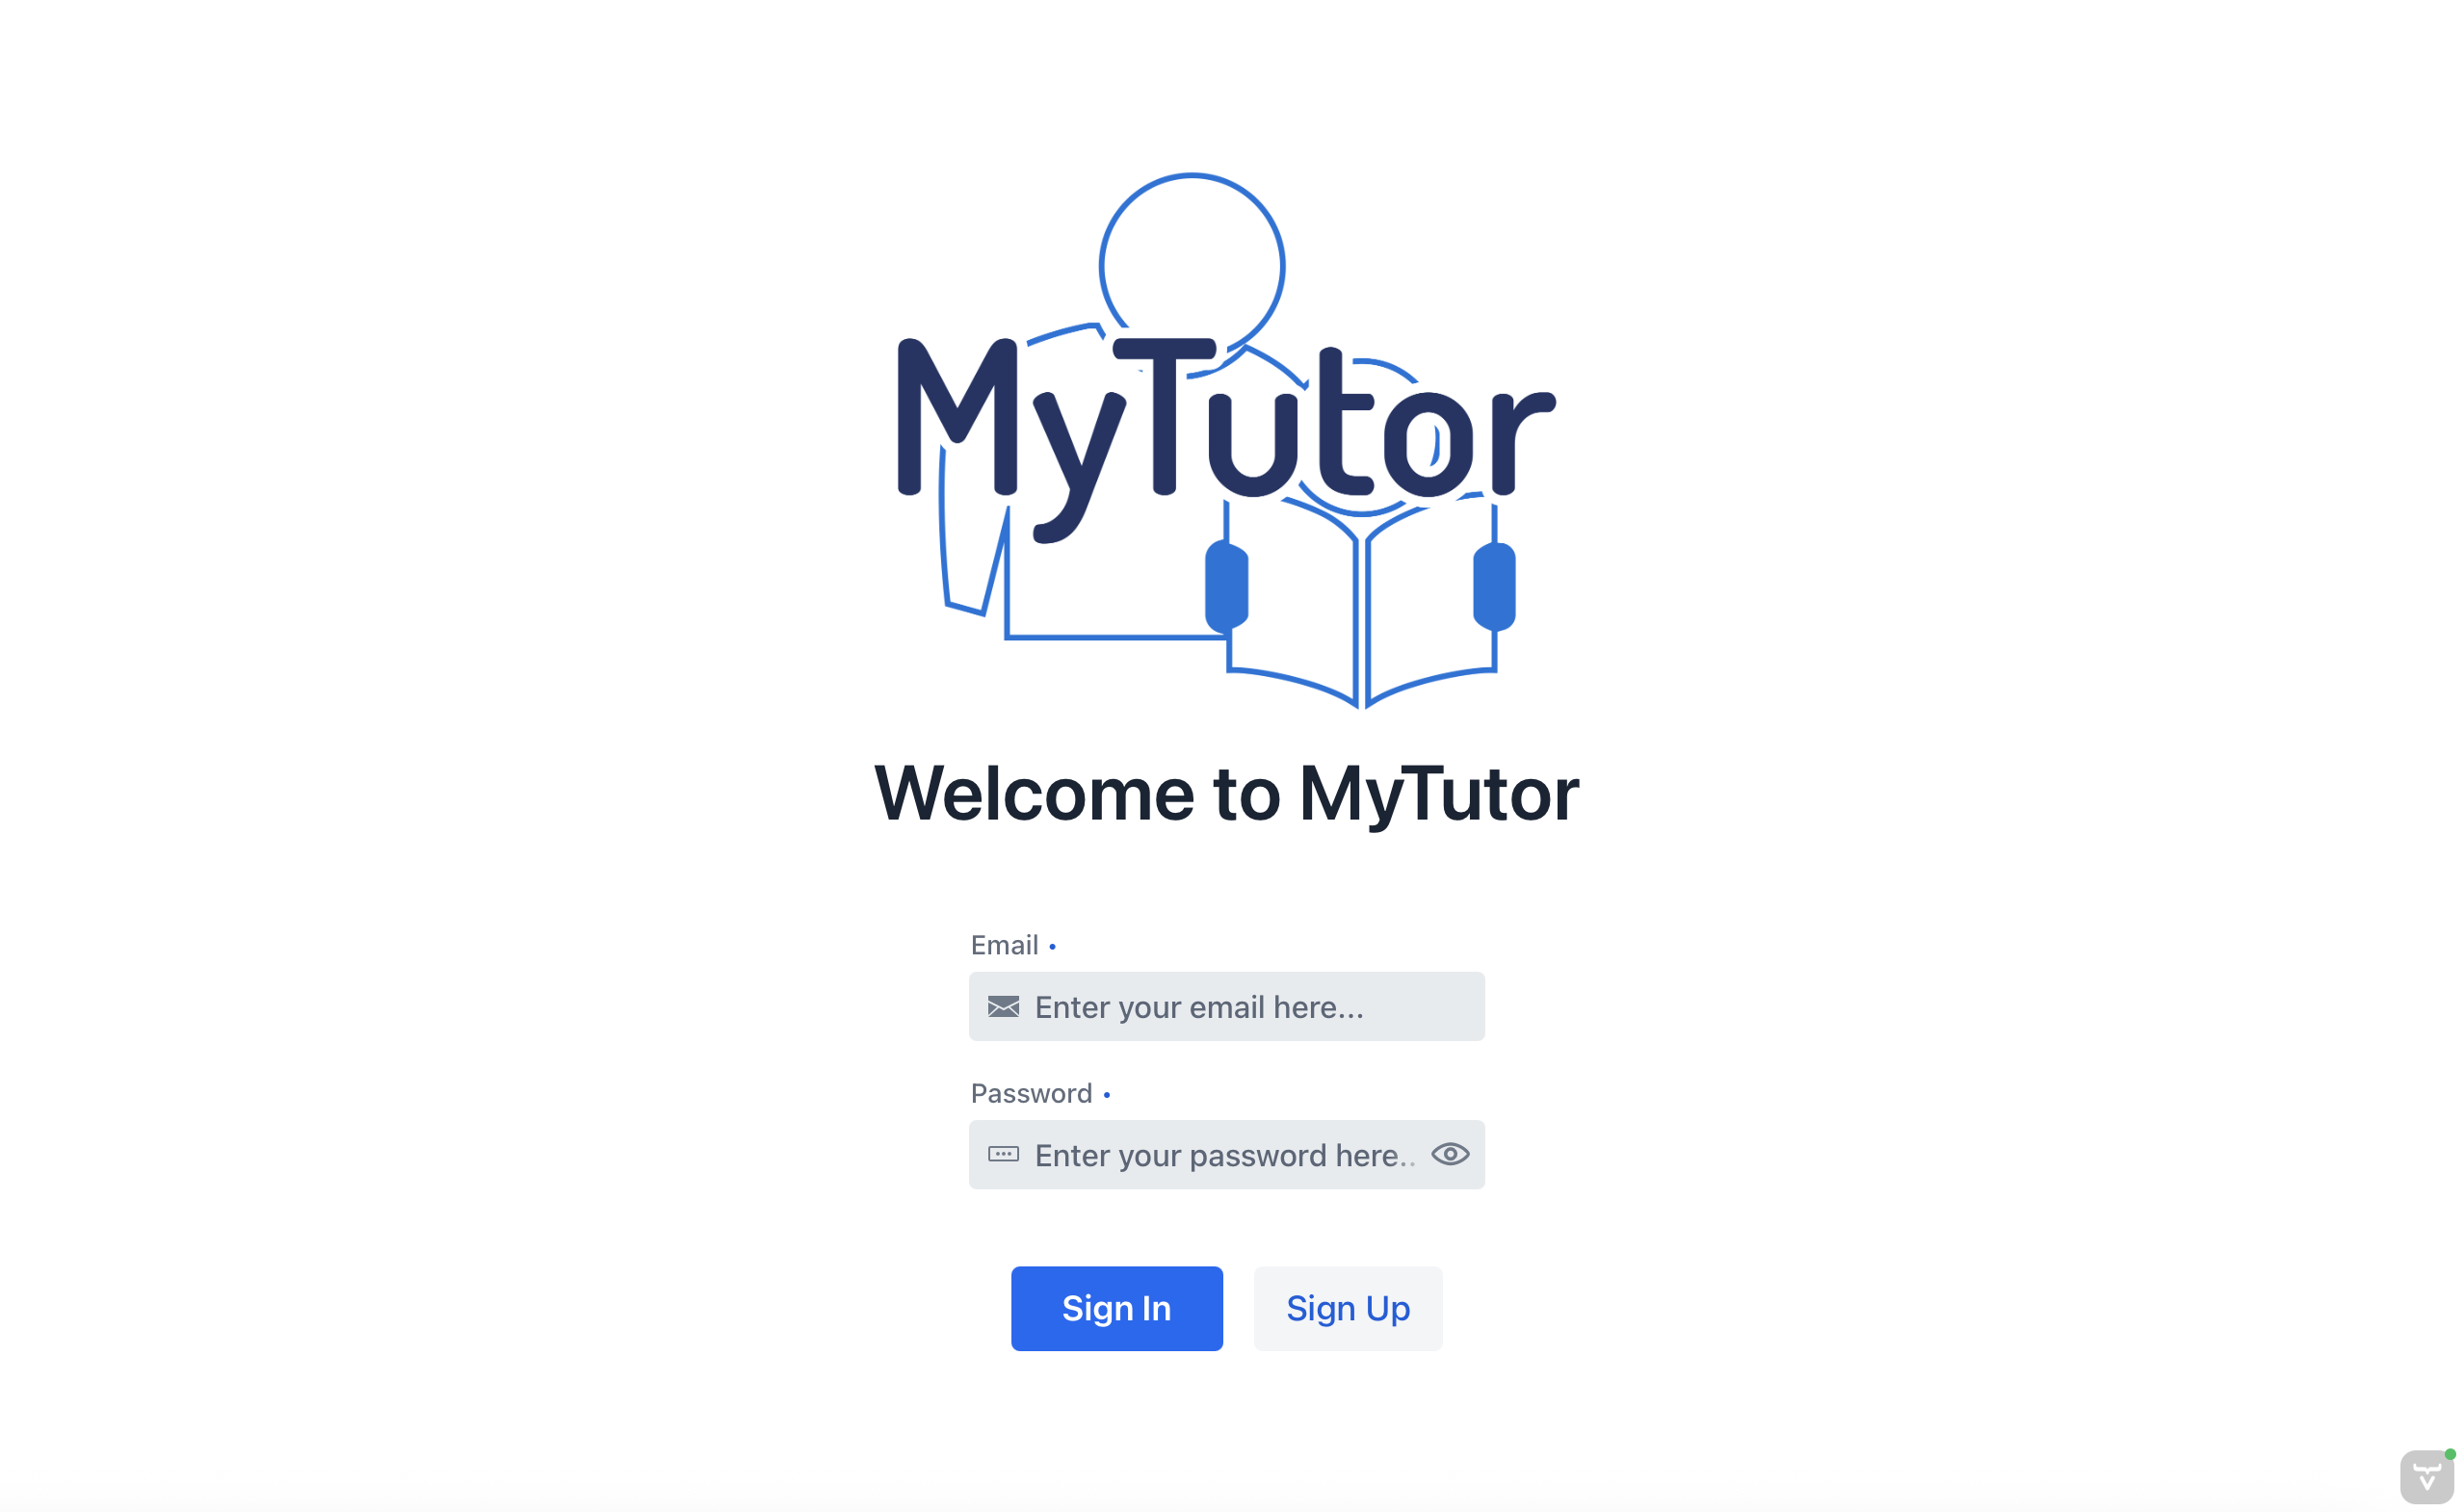 MyTutor
Welcome to MyTutor
Email •
Enter your email here...
Password •
Enter your password here..
Sign In
Sign Up